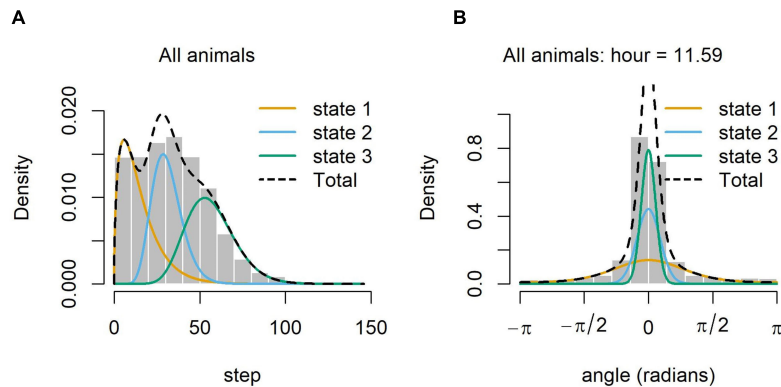 A
All animals
state 1
state 2
state 3
Total
Density
0.000
0.010
0.020
0
50
100
150
step
B
All animals: hour = 11.59
state 1
state 2
state 3
Total
Density
0.0
0.4
0.8
−π
−π/2
0
π/2
π
angle (radians)